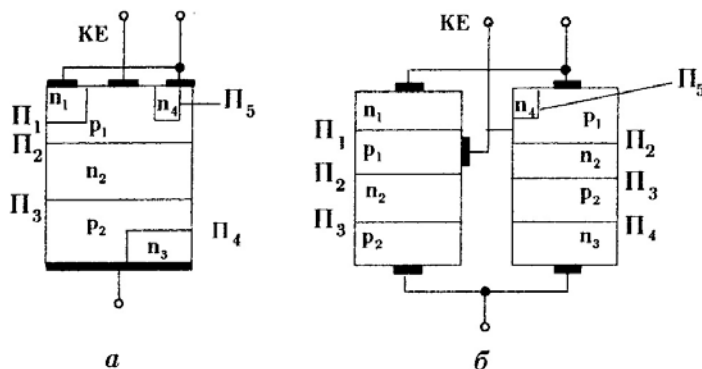 КЕ
n₁
n₄
П₅
П₁
p₁
П₂
n₂
П₃
p₂
П₄
n₃
а
КЕ
n₁
П₁
p₁
П₂
n₂
П₃
p₂
n₄
П₅
p₁
П₂
n₂
П₃
p₂
П₄
n₃
б